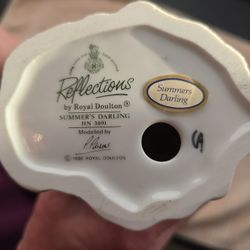 Reflections
by Royal Doulton®
SUMMER'S DARLING
HN 3091
Modelled by
© 1986 ROYAL DOULTON
Summers
Darling